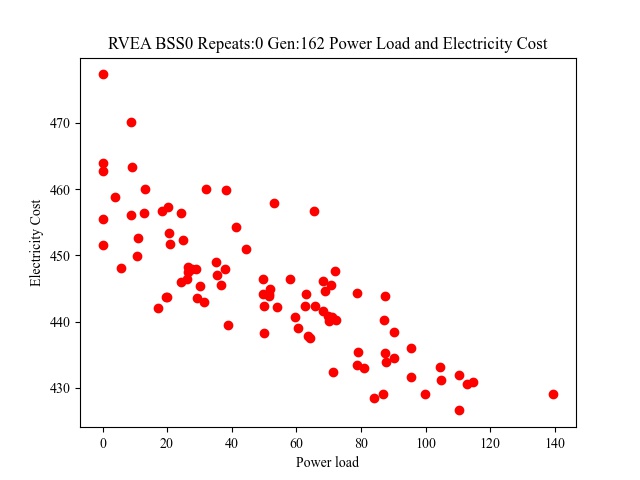 RVEA BSS0 Repeats:0 Gen:162 Power Load and Electricity Cost
470
460
450
440
430
Electricity Cost
0 20 40 60 80 100 120 140
Power load